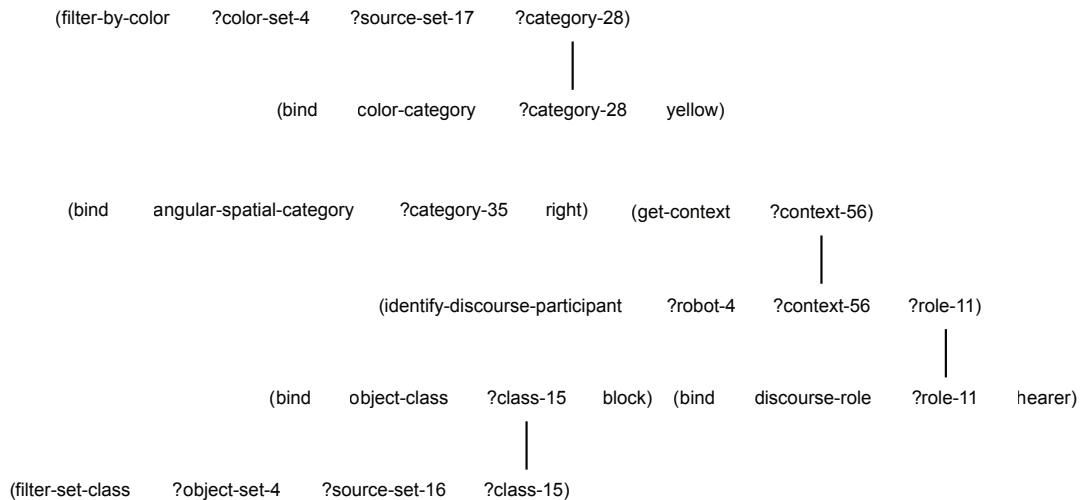 (filter-by-color ?color-set-4 ?source-set-17 ?category-28)
(bind color-category ?category-28 yellow)
(bind angular-spatial-category ?category-35 right) (get-context ?context-56)
(identify-discourse-participant ?robot-4 ?context-56 ?role-11)
(bind object-class ?class-15 block) (bind discourse-role ?role-11 hearer)
(filter-set-class ?object-set-4 ?source-set-16 ?class-15)